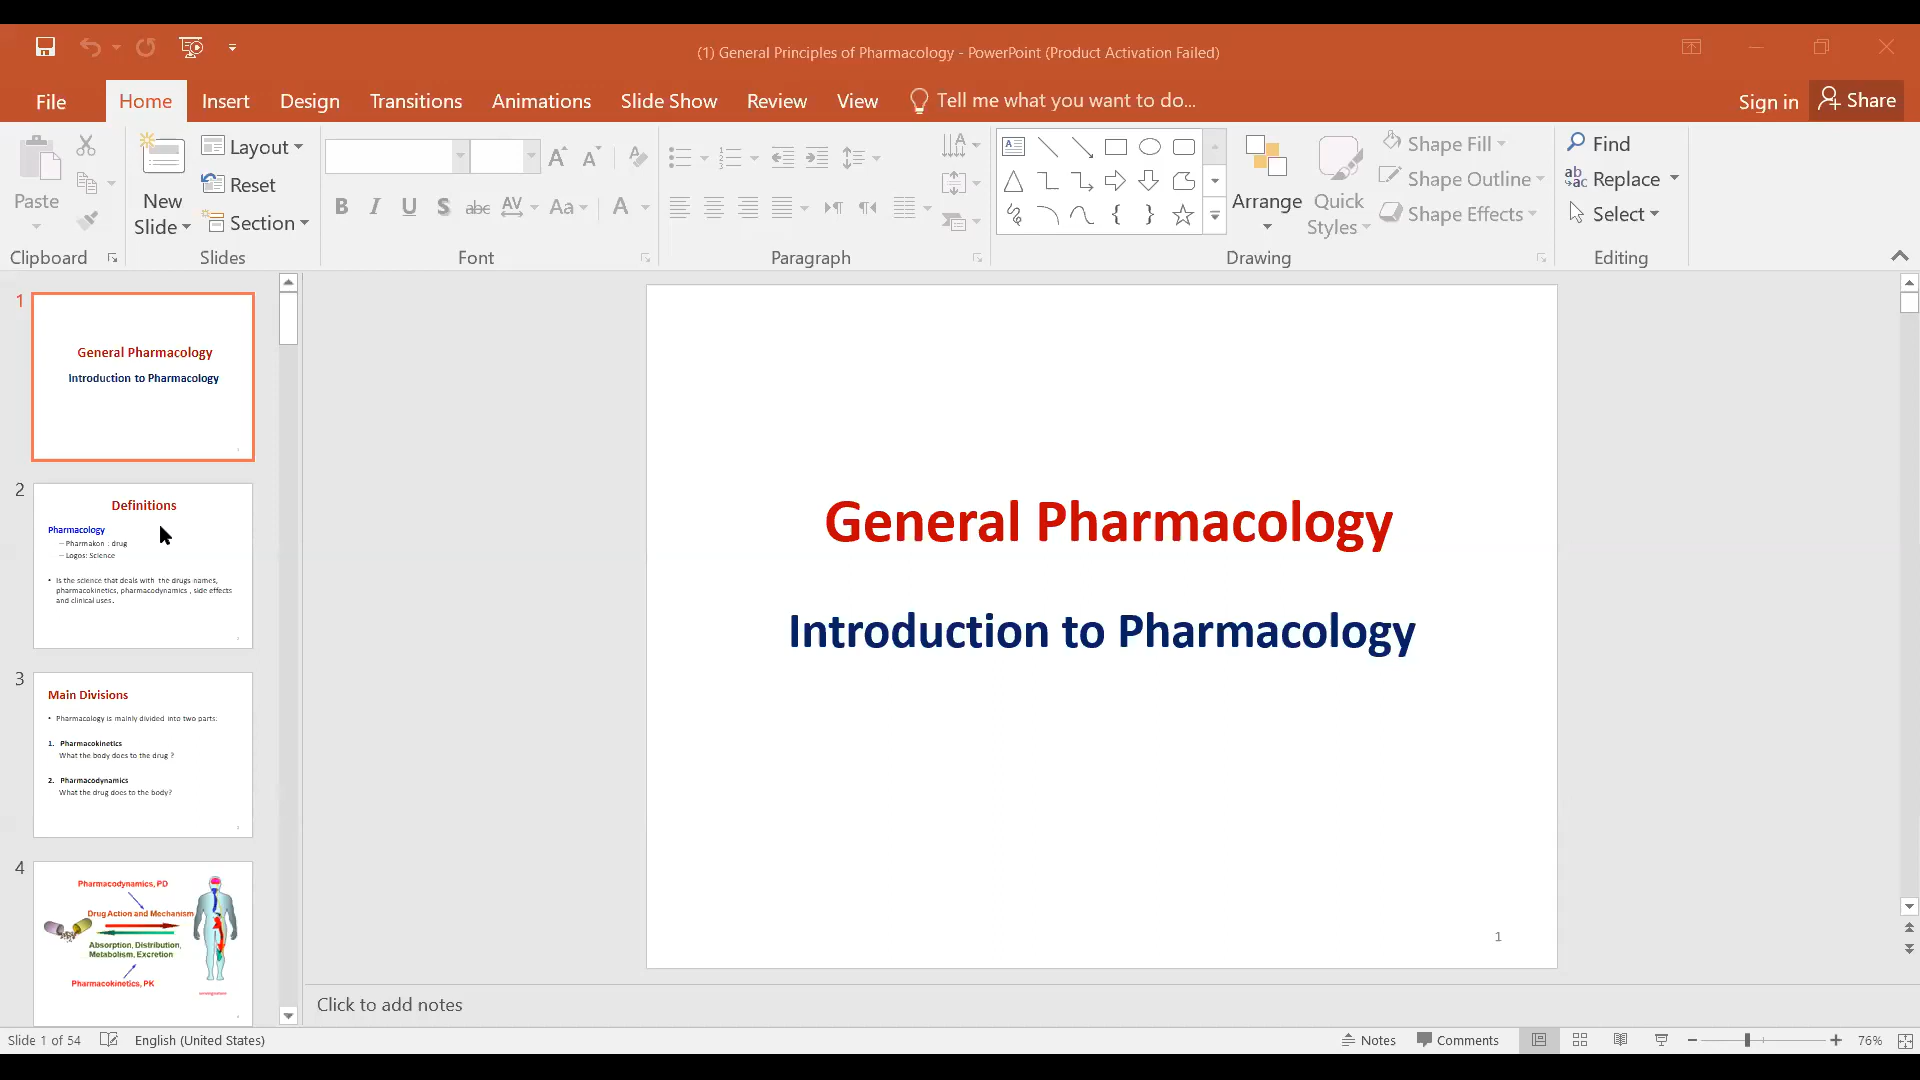 (1) General Principles of Pharmacology - PowerPoint (Product Activation Failed)
File Home Insert Design Transitions Animations Slide Show Review View Tell me what you want to do... Sign in Share
Paste
New Slide
Layout
Reset
Section
B I U S abc AV Aa A
Arrange
Quick Styles
Shape Fill
Shape Outline
Shape Effects
Find
Replace
Select
Clipboard Slides Font Paragraph Drawing Editing
1
General Pharmacology
Introduction to Pharmacology
2
Definitions
Pharmacology
– Pharmakon : drug
– Logos: Science
• Is the science that deals with the drugs names,
pharmacokinetics, pharmacodynamics , side effects
and clinical uses.
3
Main Divisions
• Pharmacology is mainly divided into two parts:
1. Pharmacokinetics
What the body does to the drug ?
2. Pharmacodynamics
What the drug does to the body?
4
Pharmacodynamics, PD
Drug Action and Mechanism
Absorption, Distribution,
Metabolism, Excretion
Pharmacokinetics, PK
General Pharmacology
Introduction to Pharmacology
1
Click to add notes
Slide 1 of 54 English (United States) Notes Comments 76%